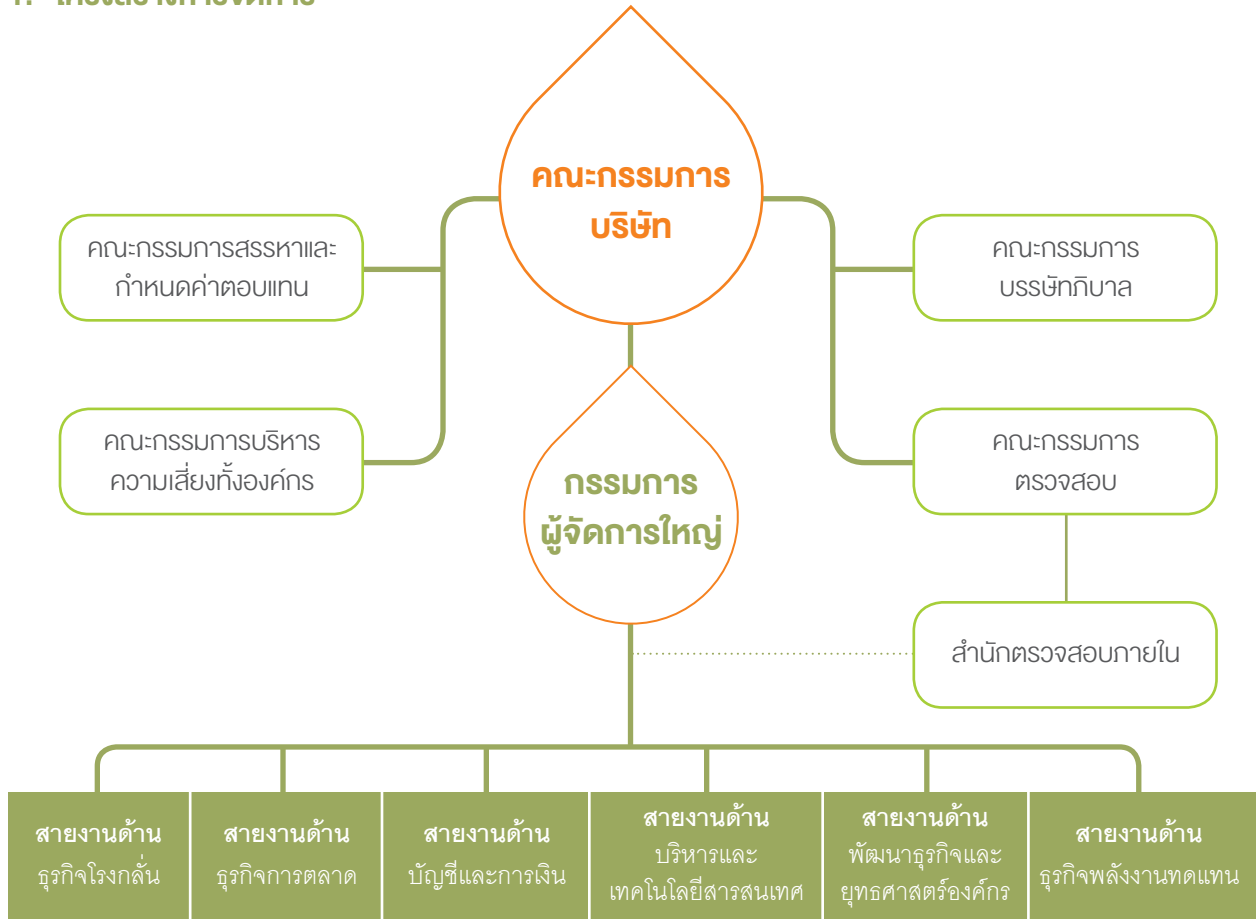 คณะกรรมการ
บริษัท
คณะกรรมการสรรหาและ
กำหนดค่าตอบแทน
คณะกรรมการ
บรรษัทภิบาล
คณะกรรมการบริหาร
ความเสี่ยงทั้งองค์กร
คณะกรรมการ
ตรวจสอบ
กรรมการ
ผู้จัดการใหญ่
สำนักตรวจสอบภายใน
สายงานด้าน
ธุรกิจโรงกลั่น
สายงานด้าน
ธุรกิจการตลาด
สายงานด้าน
บัญชีและการเงิน
สายงานด้าน
บริหารและ
เทคโนโลยีสารสนเทศ
สายงานด้าน
พัฒนาธุรกิจและ
ยุทธศาสตร์องค์กร
สายงานด้าน
ธุรกิจพลังงานทดแทน